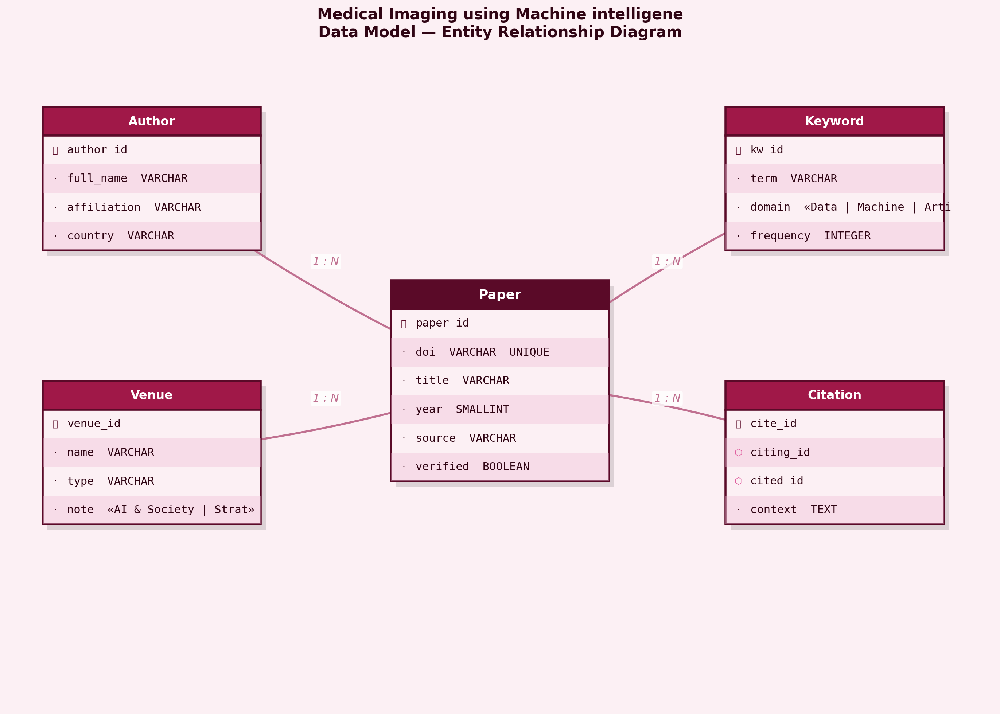 Medical Imaging using Machine intelligene
Data Model — Entity Relationship Diagram
Author
author_id
· full_name VARCHAR
· affiliation VARCHAR
· country VARCHAR
Keyword
kw_id
· term VARCHAR
· domain «Data | Machine | Arti
· frequency INTEGER
1 : N
1 : N
Paper
paper_id
· doi VARCHAR UNIQUE
· title VARCHAR
· year SMALLINT
· source VARCHAR
· verified BOOLEAN
1 : N
1 : N
Venue
venue_id
· name VARCHAR
· type VARCHAR
· note «AI & Society | Strat»
Citation
cite_id
⬡ citing_id
⬡ cited_id
· context TEXT